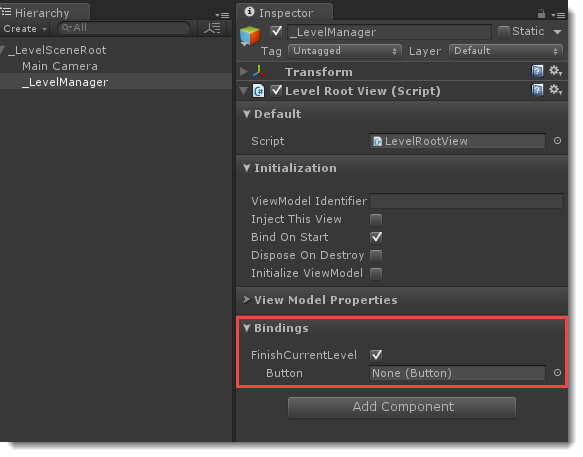 Hierarchy
Create
All
_LevelSceneRoot
Main Camera
_LevelManager
Inspector
_LevelManager Static
Tag Untagged Layer Default
Transform
Level Root View (Script)
Default
Script LevelRootView
Initialization
ViewModel Identifier
Inject This View
Bind On Start
Dispose On Destroy
Initialize ViewModel
View Model Properties
Bindings
FinishCurrentLevel
Button None (Button)
Add Component